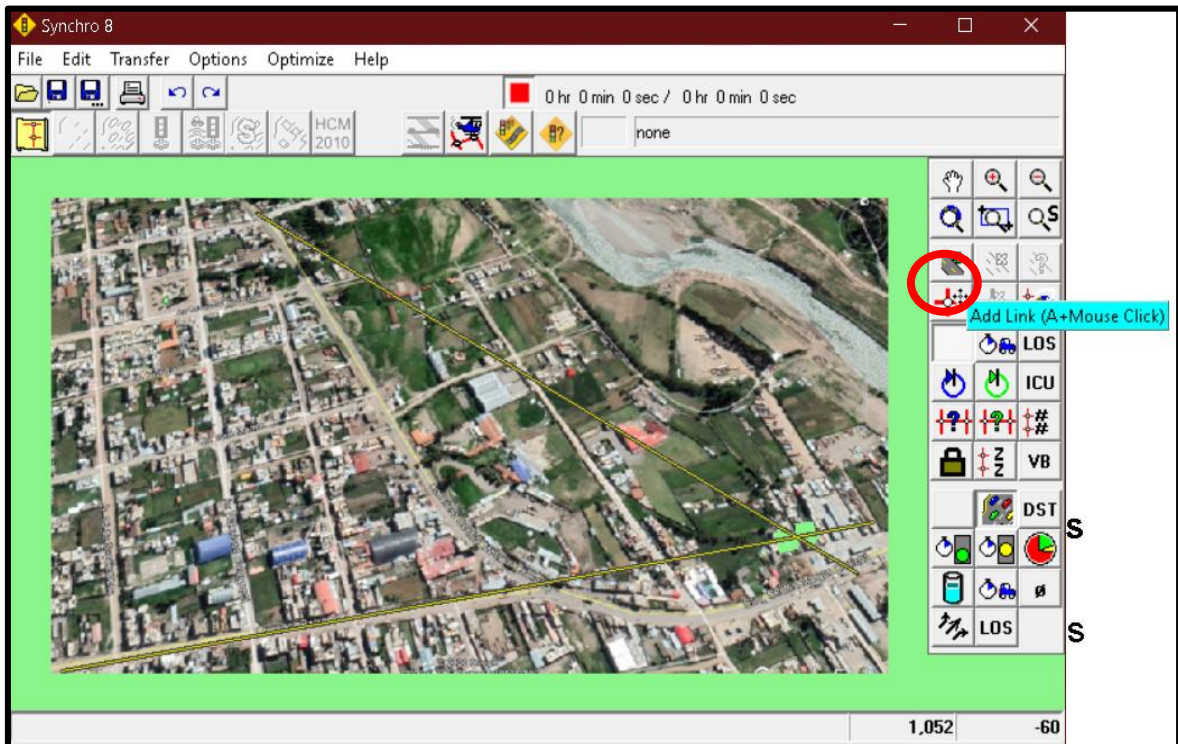 Synchro 8
File Edit Transfer Options Optimize Help
0 hr 0 min 0 sec / 0 hr 0 min 0 sec
HCM
2010
none
S
Add Link (A+Mouse Click)
LOS
ICU
##
Z
Z
VB
DST
S
ø
LOS
S
1,052 -60